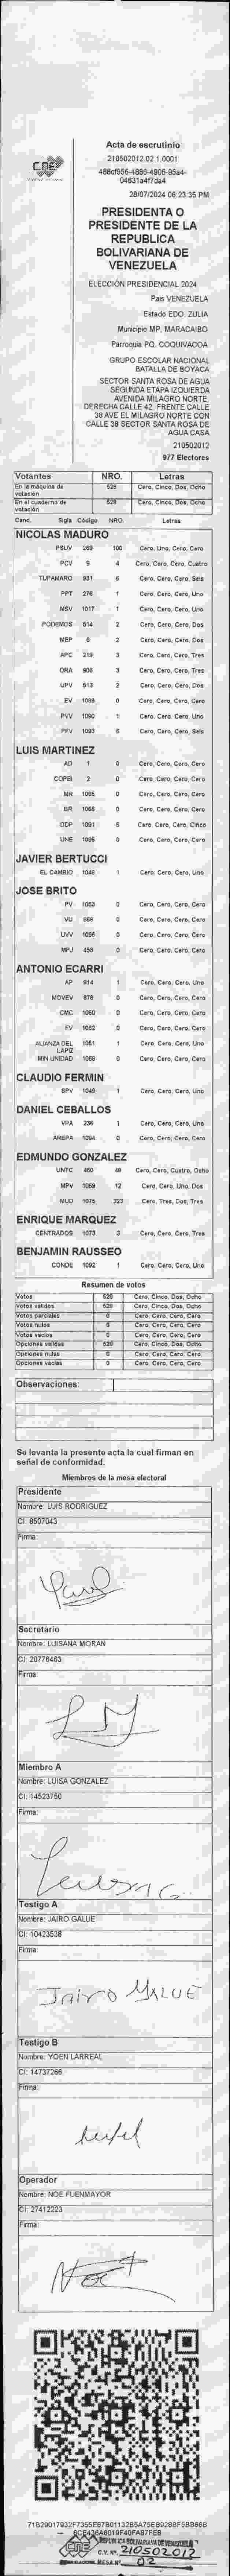 Acta de escrutinio
210502012.02.1.0001
28/07/2024 06:23:35 PM
PRESIDENTA O
PRESIDENTE DE LA
REPUBLICA
BOLIVARIANA DE
VENEZUELA
ELECCIÓN PRESIDENCIAL 2024
Pais VENEZUELA
Estado EDO. ZULIA
Municipio MP. MARACAIBO
Parroquia PQ. COQUIVACOA
GRUPO ESCOLAR NACIONAL
BATALLA DE BOYACA
SECTOR SANTA ROSA DE AGUA
SEGUNDA ETAPA IZQUIERDA
AVENIDA MILAGRO NORTE.
DERECHA CALLE 42. FRENTE CALLE
38 AVE EL MILAGRO NORTE CON
CALLE 38 SECTOR SANTA ROSA DE
AGUA CASA
210502012
977 Electores
Votantes NRO. Letras
En la máquina de votación 528 Cero, Cinco, Dos, Ocho
En el cuaderno de votación 528 Cero, Cinco, Dos, Ocho
Cand. Sigla Código NRO. Letras
NICOLAS MADURO
PSUV 269 100 Cero, Uno, Cero, Cero
PCV 9 4 Cero, Cero, Cero, Cuatro
TUPAMARO 931 6 Cero, Cero, Cero, Seis
PPT 276 1 Cero, Cero, Cero, Uno
MSV 1017 1 Cero, Cero, Cero, Uno
PODEMOS 514 2 Cero, Cero, Cero, Dos
MEP 6 2 Cero, Cero, Cero, Dos
APC 219 3 Cero, Cero, Cero, Tres
ORA 906 3 Cero, Cero, Cero, Tres
UPV 513 2 Cero, Cero, Cero, Dos
EV 1089 0 Cero, Cero, Cero, Cero
PVV 1090 1 Cero, Cero, Cero, Uno
PFV 1093 6 Cero, Cero, Cero, Seis
LUIS MARTINEZ
AD 1 0 Cero, Cero, Cero, Cero
COPEI 2 0 Cero, Cero, Cero, Cero
MR 1065 0 Cero, Cero, Cero, Cero
BR 1066 0 Cero, Cero, Cero, Cero
DDP 1091 5 Cero, Cero, Cero, Cinco
UNE 1095 0 Cero, Cero, Cero, Cero
JAVIER BERTUCCI
EL CAMBIO 1048 1 Cero, Cero, Cero, Uno
JOSE BRITO
PV 1053 0 Cero, Cero, Cero, Cero
VU 868 0 Cero, Cero, Cero, Cero
UVV 1056 0 Cero, Cero, Cero, Cero
MPJ 458 0 Cero, Cero, Cero, Cero
ANTONIO ECARRI
AP 914 1 Cero, Cero, Cero, Uno
MOVEV 878 0 Cero, Cero, Cero, Cero
CMC 1080 0 Cero, Cero, Cero, Cero
FV 1082 0 Cero, Cero, Cero, Cero
ALIANZA DEL LAPIZ 1051 1 Cero, Cero, Cero, Uno
MIN UNIDAD 1068 0 Cero, Cero, Cero, Cero
CLAUDIO FERMIN
SPV 1049 1 Cero, Cero, Cero, Uno
DANIEL CEBALLOS
VPA 236 1 Cero, Cero, Cero, Uno
AREPA 1094 0 Cero, Cero, Cero, Cero
EDMUNDO GONZALEZ
UNTC 460 48 Cero, Cero, Cuatro, Ocho
MPV 1069 12 Cero, Cero, Uno, Dos
MUD 1075 323 Cero, Tres, Dos, Tres
ENRIQUE MARQUEZ
CENTRADOS 1073 3 Cero, Cero, Cero, Tres
BENJAMIN RAUSSEO
CONDE 1092 1 Cero, Cero, Cero, Uno
Resumen de votos
Votos 528 Cero, Cinco, Dos, Ocho
Votos validos 528 Cero, Cinco, Dos, Ocho
Votos parciales 0 Cero, Cero, Cero, Cero
Votos nulos 0 Cero, Cero, Cero, Cero
Votos vacios 0 Cero, Cero, Cero, Cero
Opciones validas 528 Cero, Cinco, Dos, Ocho
Opciones nulas 0 Cero, Cero, Cero, Cero
Opciones vacias 0 Cero, Cero, Cero, Cero
Observaciones:
Se levanta la presente acta la cual firman en
señal de conformidad.
Miembros de la mesa electoral
Presidente
Nombre: LUIS RODRIGUEZ
CI: 8507043
Firma:
Secretario
Nombre: LUISANA MORAN
CI: 20776463
Firma:
Miembro A
Nombre: LUISA GONZALEZ
CI: 14523750
Firma:
Testigo A
Nombre: JAIRO GALUE
CI: 10423538
Firma:
JAIRO GALUE
Testigo B
Nombre: YOEN LARREAL
CI: 14737266
Firma:
Operador
Nombre: NOE FUENMAYOR
CI: 27412223
Firma:
CNE
REPÚBLICA BOLIVARIANA DE VENEZUELA
C.V. Nº 210502012
MESA Nº 02